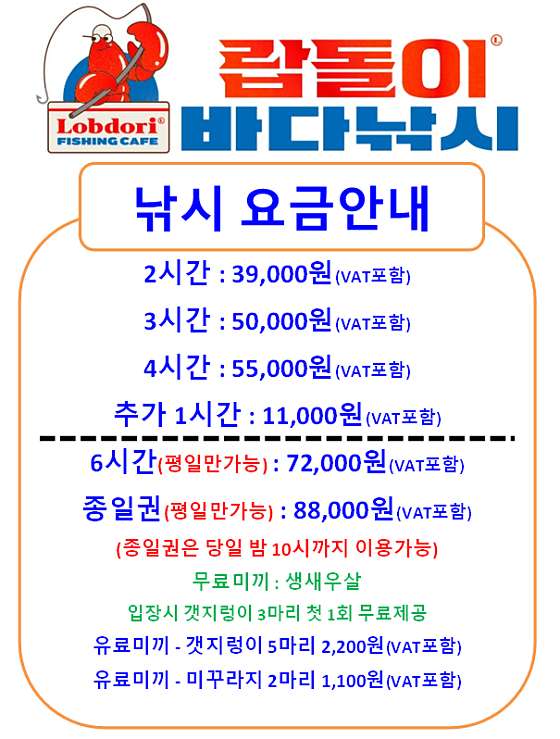 랍돌이®
바다낚시
Lobdori®
FISHING CAFE
낚시 요금안내
2시간 : 39,000원(VAT포함)
3시간 : 50,000원(VAT포함)
4시간 : 55,000원(VAT포함)
추가 1시간 : 11,000원(VAT포함)
6시간(평일만가능) : 72,000원(VAT포함)
종일권(평일만가능) : 88,000원(VAT포함)
(종일권은 당일 밤 10시까지 이용가능)
무료미끼 : 생새우살
입장시 갯지렁이 3마리 첫 1회 무료제공
유료미끼 - 갯지렁이 5마리 2,200원(VAT포함)
유료미끼 - 미꾸라지 2마리 1,100원(VAT포함)